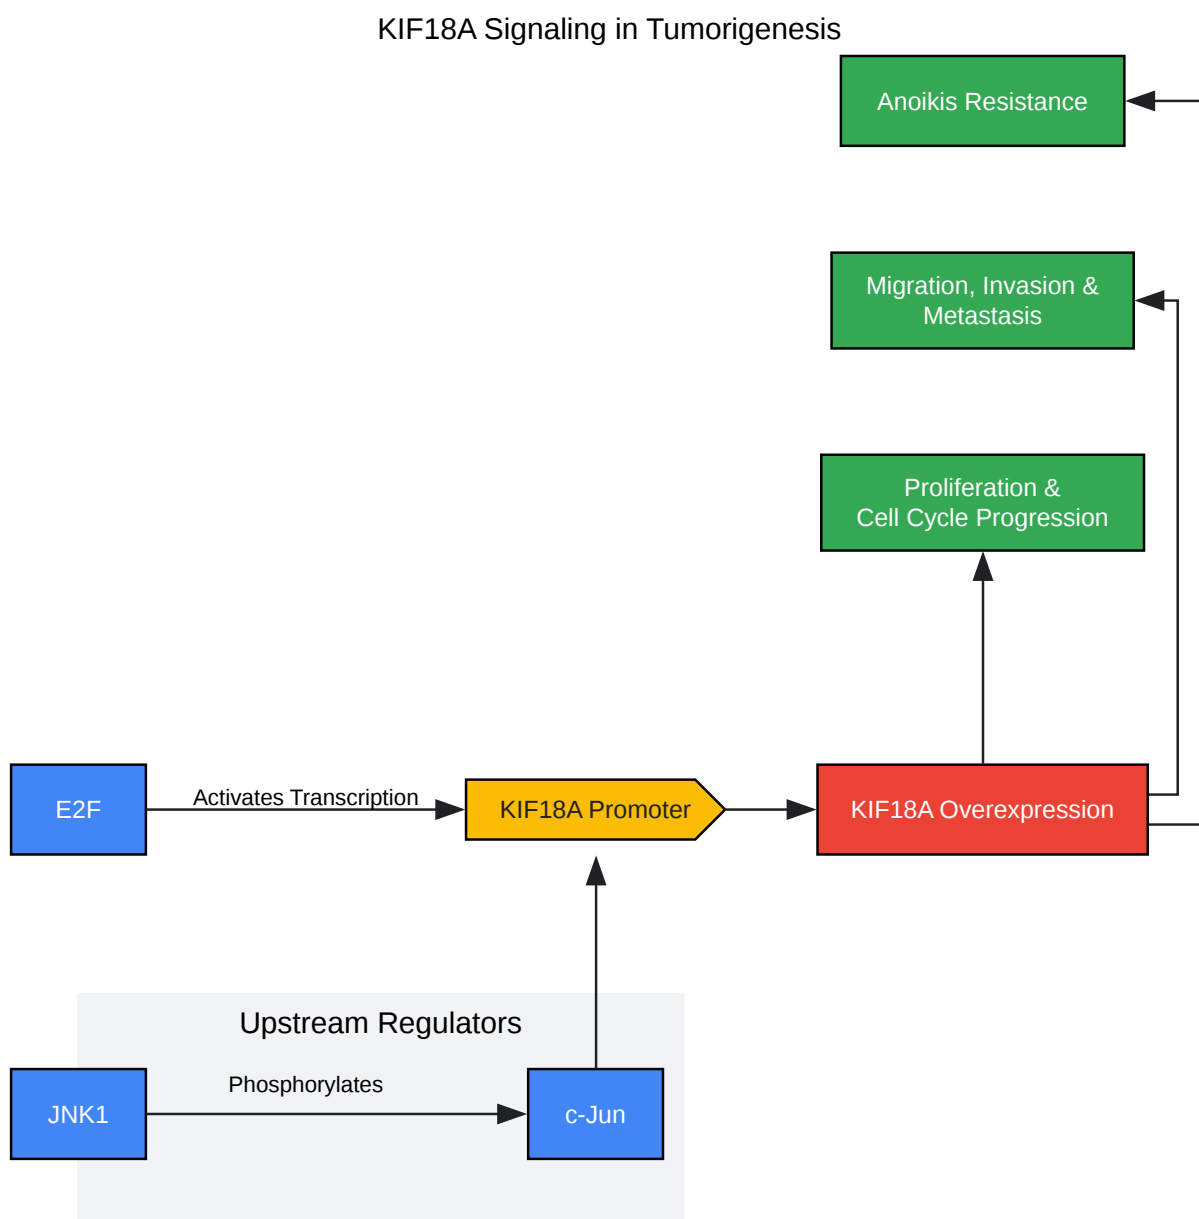 KIF18A Signaling in Tumorigenesis
Anoikis Resistance
Migration, Invasion &
Metastasis
Proliferation &
Cell Cycle Progression
E2F
Activates Transcription
KIF18A Promoter
KIF18A Overexpression
Upstream Regulators
JNK1
Phosphorylates
c-Jun